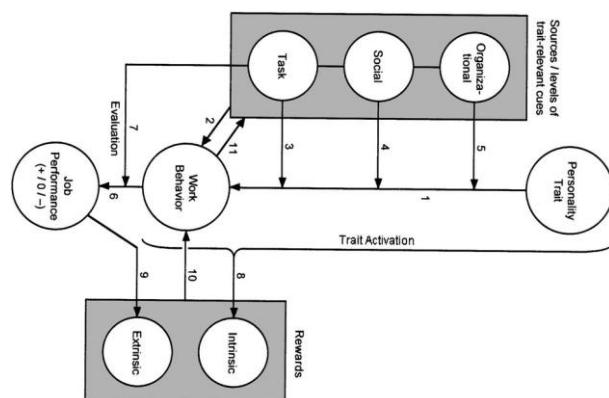 Personality
Trait
Trait Activation
1
Sources / levels of
trait-relevant cues
Organiza-
tional
Social
Task
5
4
3
2
11
7
Evaluation
Work
Behavior
6
Job
Performance
(+ / 0 / –)
8
10
9
Rewards
Intrinsic
Extrinsic